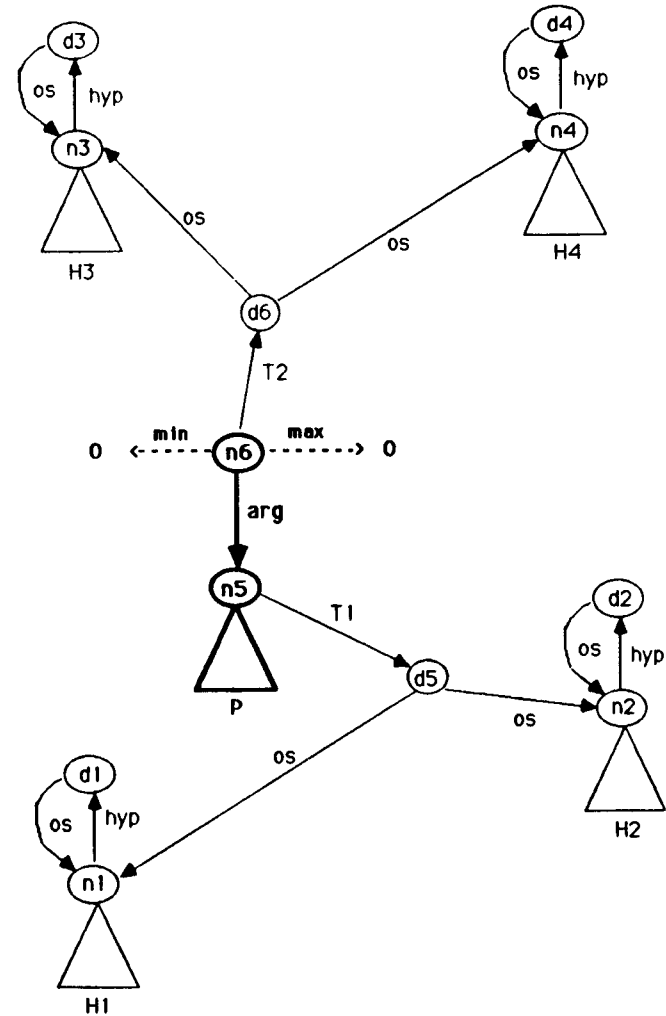 d3
d4
os
hyp
os
hyp
n3
n4
os
os
H3
H4
d6
T2
0
min
n6
max
0
arg
n5
T1
d2
os
hyp
d5
P
os
n2
os
d1
os
hyp
H2
n1
H1